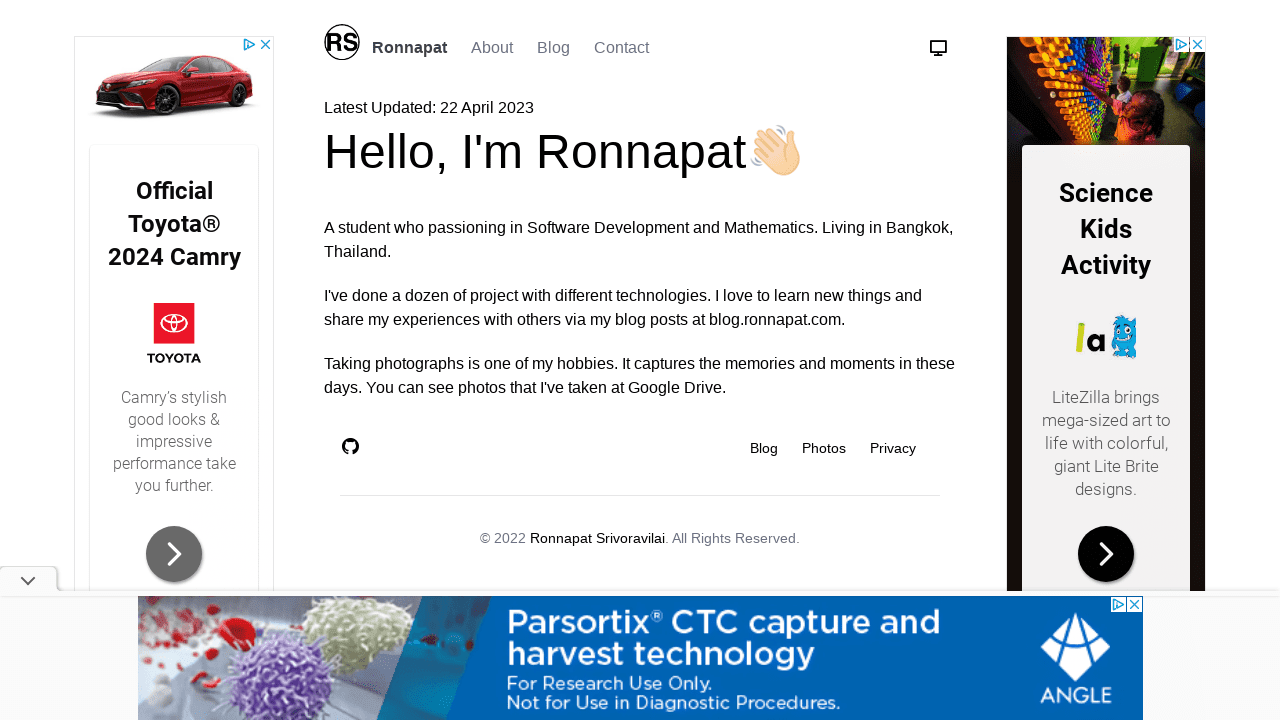 RS
Ronnapat
About
Blog
Contact
Latest Updated: 22 April 2023
Hello, I'm Ronnapat👋🏻
A student who passioning in Software Development and Mathematics. Living in Bangkok,
Thailand.
I've done a dozen of project with different technologies. I love to learn new things and
share my experiences with others via my blog posts at blog.ronnapat.com.
Taking photographs is one of my hobbies. It captures the memories and moments in these
days. You can see photos that I've taken at Google Drive.
Blog
Photos
Privacy
© 2022 Ronnapat Srivoravilai. All Rights Reserved.
Official
Toyota®
2024 Camry
TOYOTA
Camry's stylish
good looks &
impressive
performance take
you further.
Science
Kids
Activity
la
LiteZilla brings
mega-sized art to
life with colorful,
giant Lite Brite
designs.
Parsortix® CTC capture and
harvest technology
For Research Use Only.
Not for Use in Diagnostic Procedures.
ANGLE